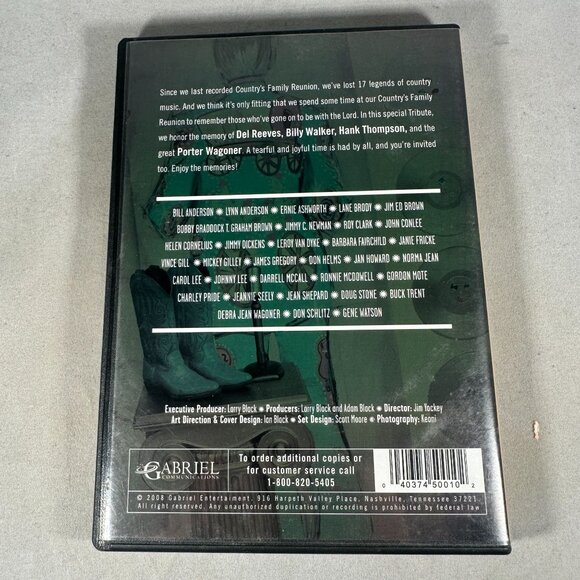 Since we last recorded Country's Family Reunion, we've lost 17 legends of country
music. And we think it's only fitting that we spend some time at our Country's Family
Reunion to remember those who've gone on to be with the Lord. In this special Tribute,
we honor the memory of Del Reeves, Billy Walker, Hank Thompson, and the
great Porter Wagoner. A tearful and joyful time is had by all, and you're invited
too. Enjoy the memories!
BILL ANDERSON ✹ LYNN ANDERSON ✹ ERNIE ASHWORTH ✹ LANE BRODY ✹ JIM ED BROWN
BOBBY BRADDOCK T. GRAHAM BROWN ✹ JIMMY C. NEWMAN ✹ ROY CLARK ✹ JOHN CONLEE
HELEN CORNELIUS ✹ JIMMY DICKENS ✹ LEROY VAN DYKE ✹ BARBARA FAIRCHILD ✹ JANIE FRICKE
VINCE GILL ✹ MICKEY GILLEY ✹ JAMES GREGORY ✹ DON HELMS ✹ JAN HOWARD ✹ NORMA JEAN
CAROL LEE ✹ JOHNNY LEE ✹ DARRELL MCCALL ✹ RONNIE MCDOWELL ✹ GORDON MOTE
CHARLEY PRIDE ✹ JEANNIE SEELY ✹ JEAN SHEPARD ✹ DOUG STONE ✹ BUCK TRENT
DEBRA JEAN WAGONER ✹ DON SCHLITZ ✹ GENE WATSON
Executive Producer: Larry Black ✹ Producers: Larry Black and Adam Black ✹ Director: Jim Yockey
Art Direction & Cover Design: Ian Black ✹ Set Design: Scott Moore ✹ Photography: Keoni
GABRIEL
COMMUNICATIONS
To order additional copies or
for customer service call
1-800-820-5405
0 40374 50010 2
© 2008 Gabriel Entertaiment. 916 Harpeth Valley Place, Nashville, Tennessee 37221
All right reserved. Any unauthorized duplication or recording is prohibited by federal law